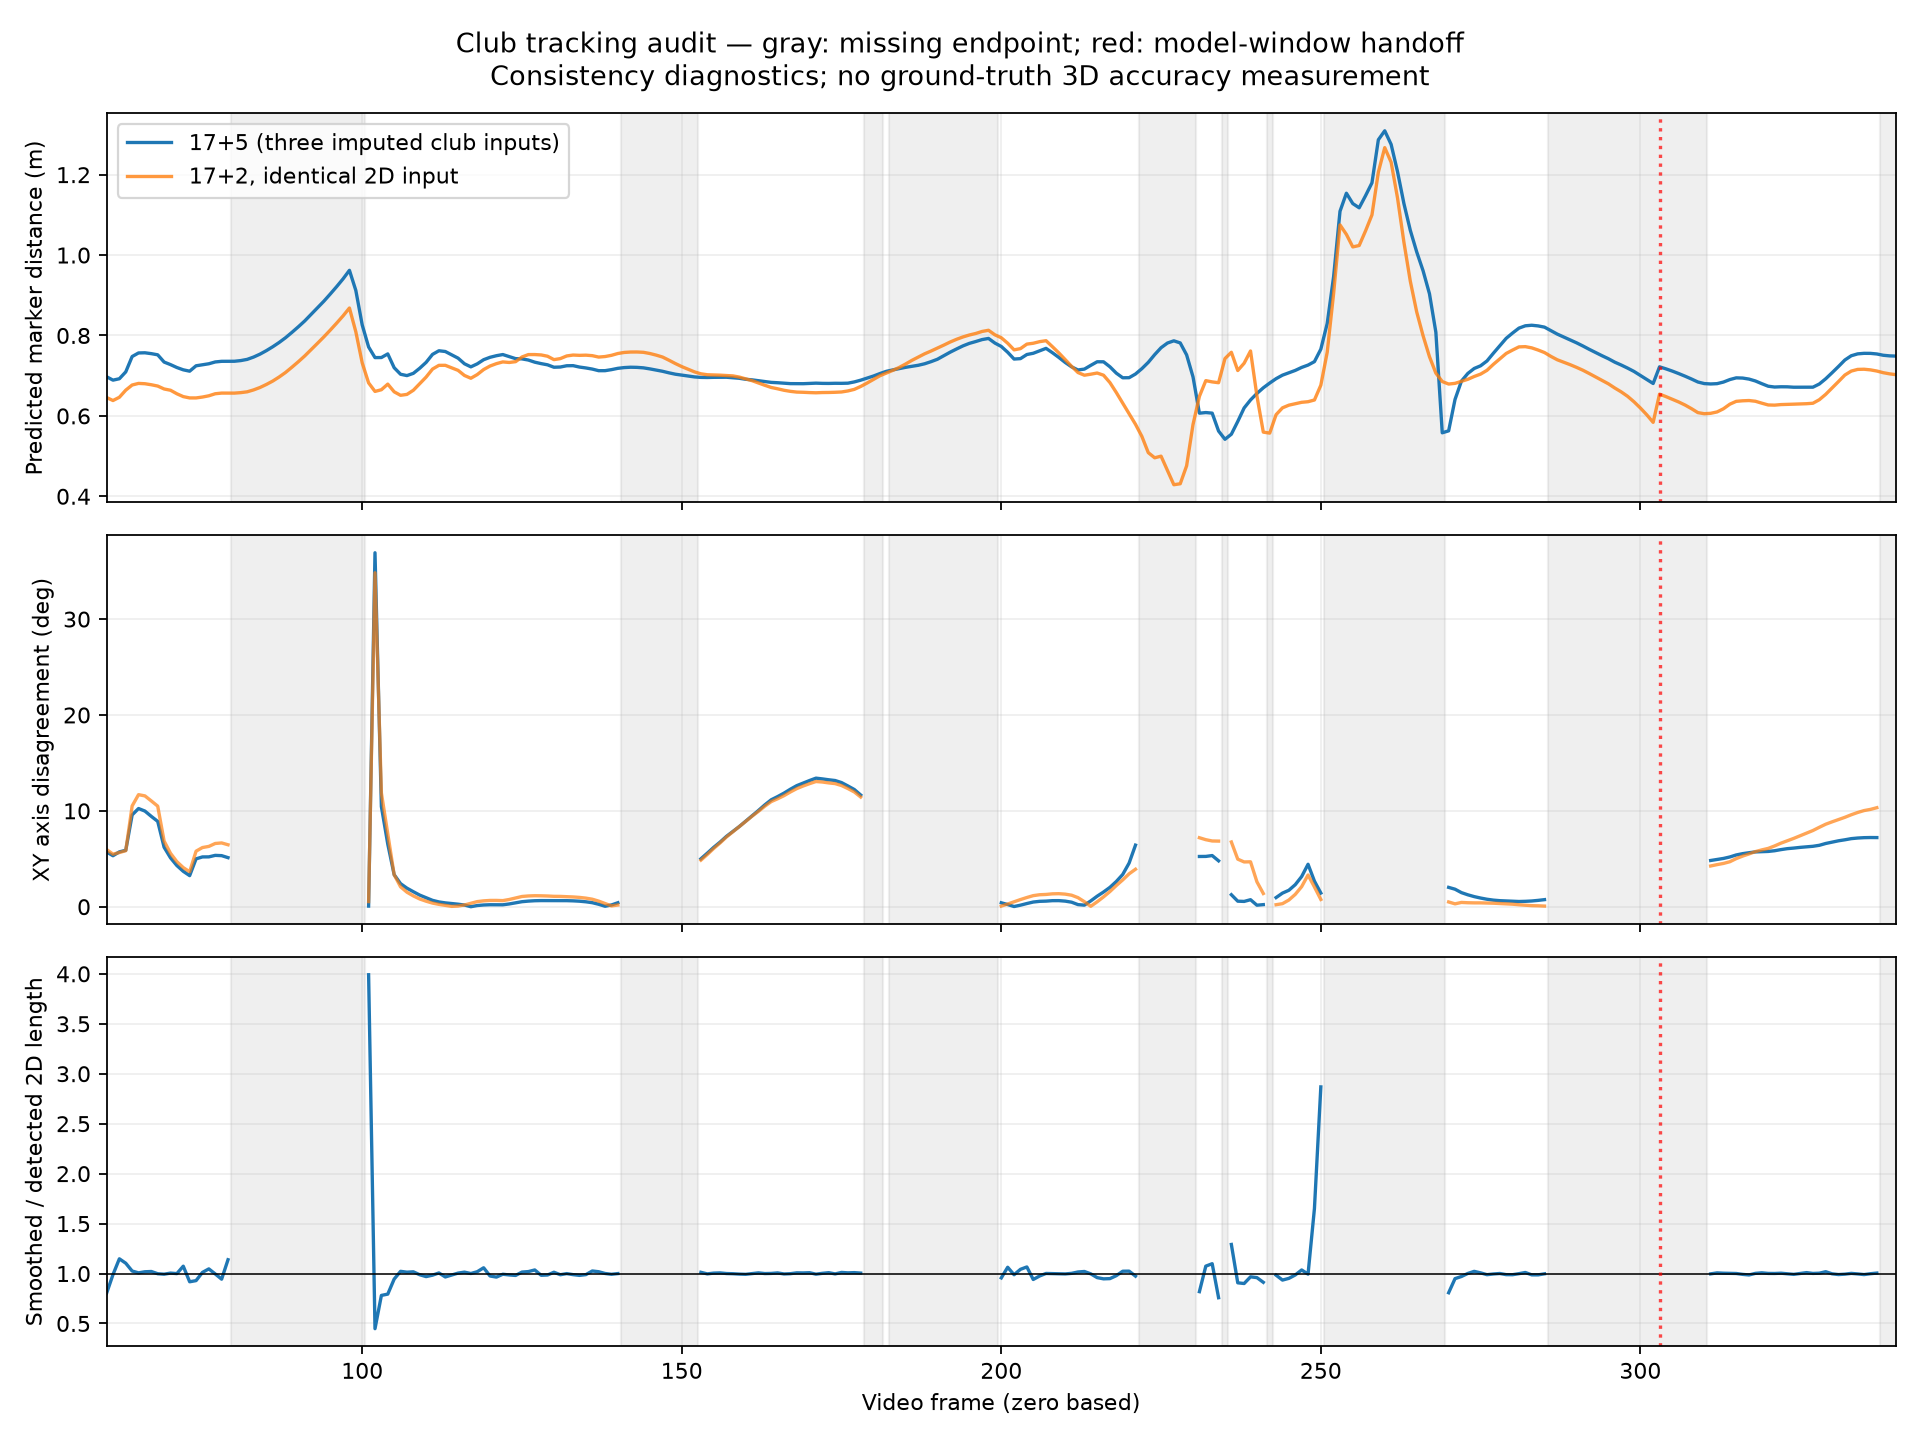 Club tracking audit — gray: missing endpoint; red: model-window handoff
Consistency diagnostics; no ground-truth 3D accuracy measurement
Predicted marker distance (m)
1.2
1.0
0.8
0.6
0.4
17+5 (three imputed club inputs)
17+2, identical 2D input
XY axis disagreement (deg)
30
20
10
0
Smoothed / detected 2D length
4.0
3.5
3.0
2.5
2.0
1.5
1.0
0.5
100
150
200
250
300
Video frame (zero based)